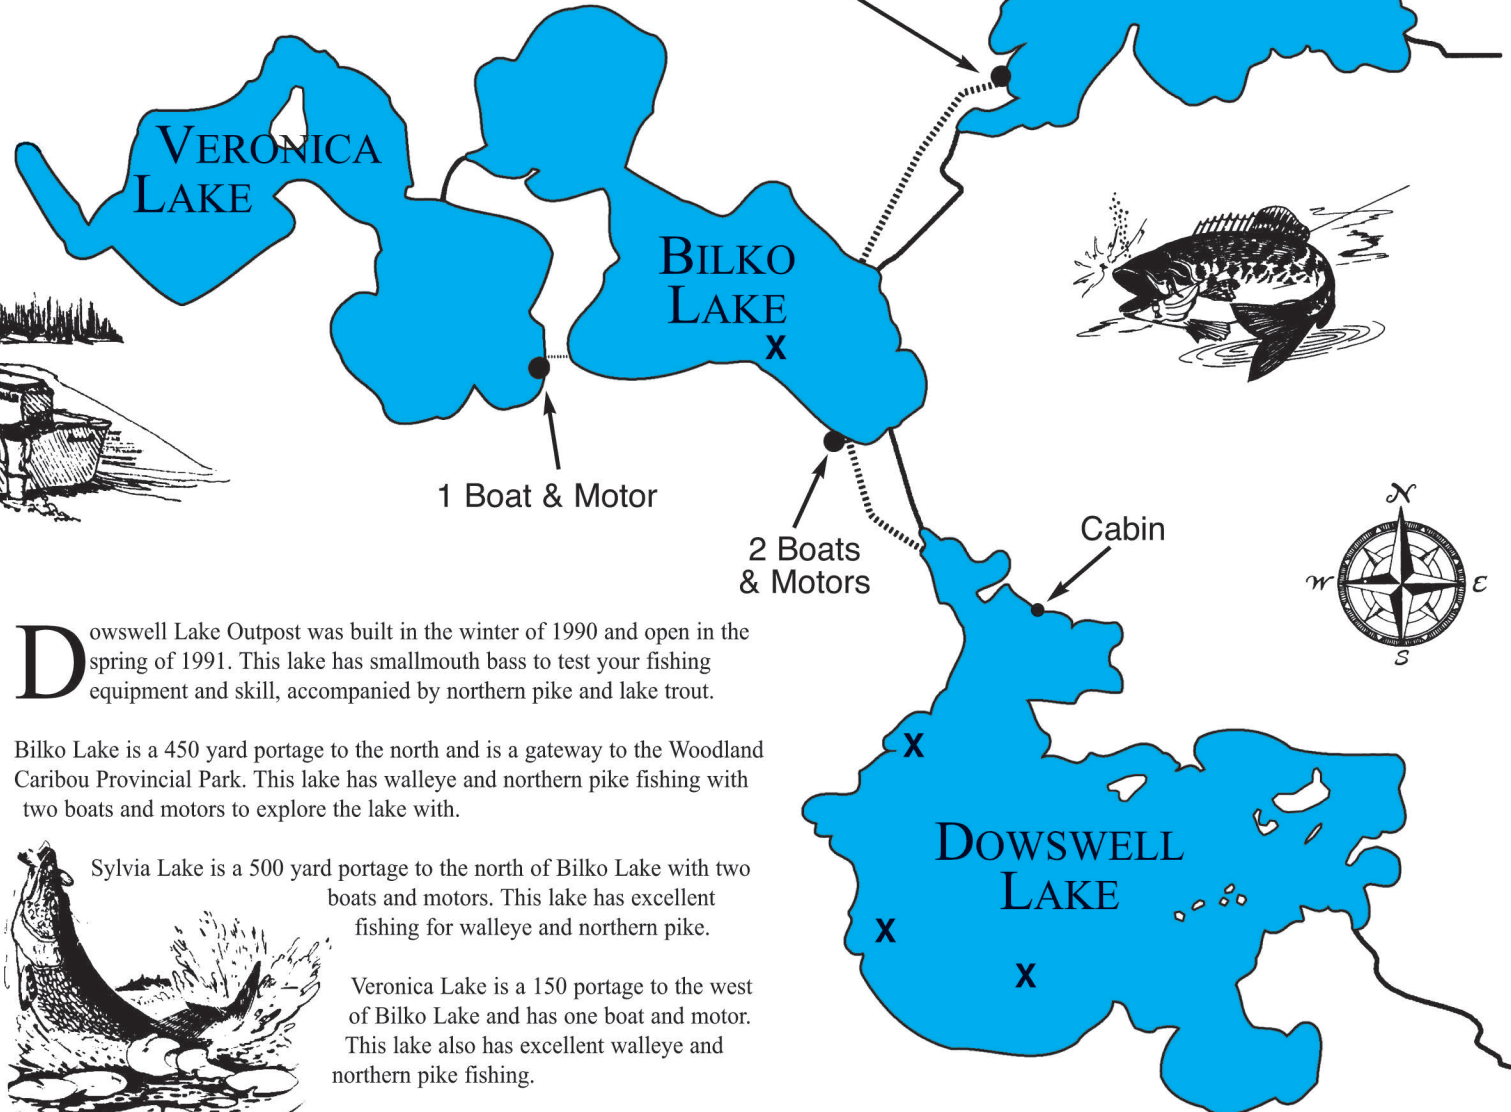 VERONICA
LAKE
BILKO
LAKE
X
1 Boat & Motor
2 Boats
& Motors
Cabin
N
W
E
S
Dowswell Lake Outpost was built in the winter of 1990 and open in the
spring of 1991. This lake has smallmouth bass to test your fishing
equipment and skill, accompanied by northern pike and lake trout.
Bilko Lake is a 450 yard portage to the north and is a gateway to the Woodland
Caribou Provincial Park. This lake has walleye and northern pike fishing with
two boats and motors to explore the lake with.
Sylvia Lake is a 500 yard portage to the north of Bilko Lake with two
boats and motors. This lake has excellent
fishing for walleye and northern pike.
Veronica Lake is a 150 portage to the west
of Bilko Lake and has one boat and motor.
This lake also has excellent walleye and
northern pike fishing.
X
DOWSWELL
LAKE
X
X